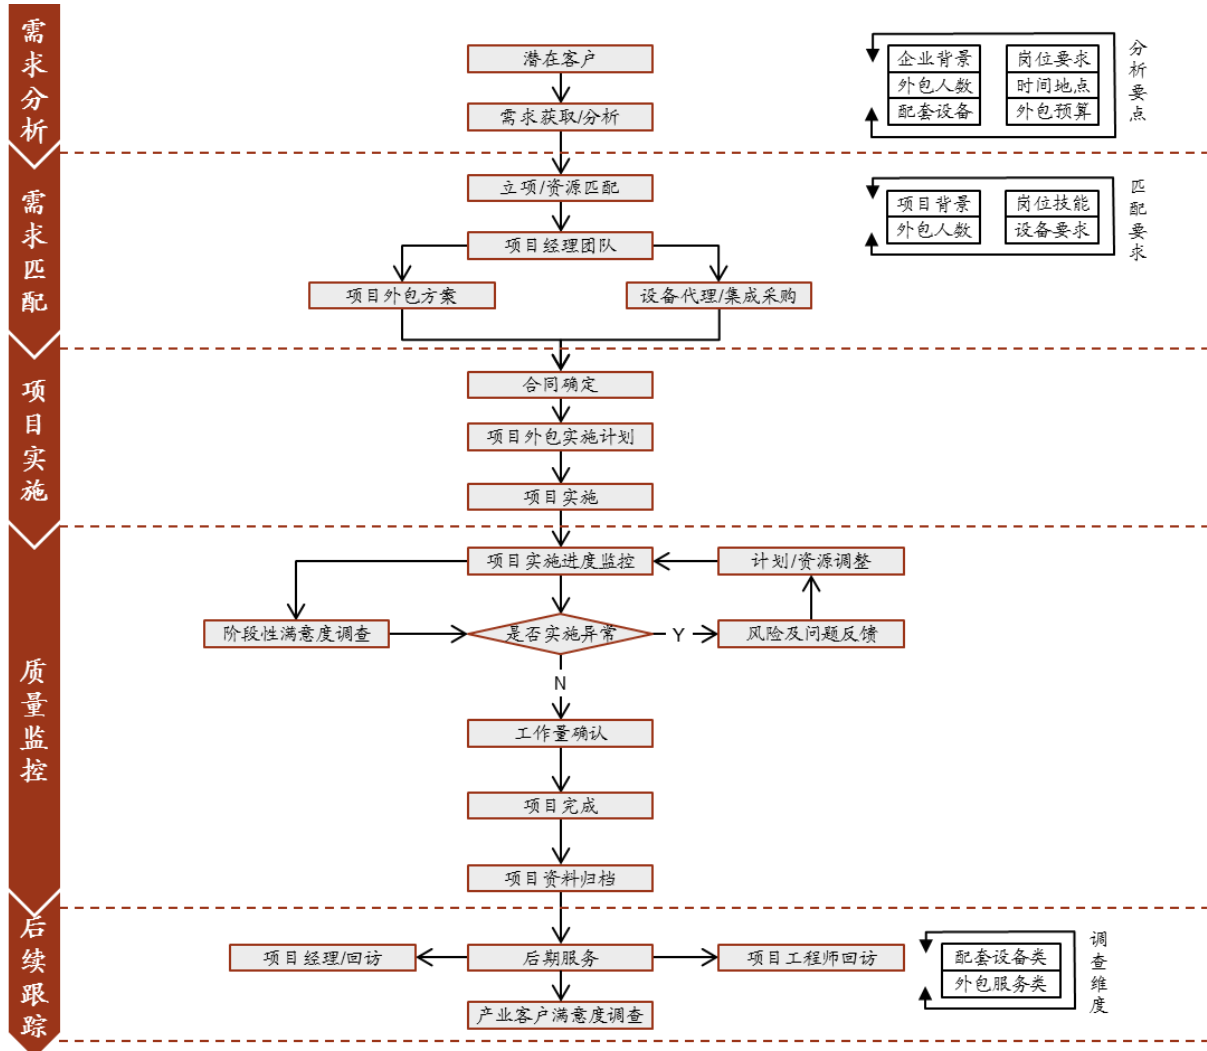 需求分析
潜在客户
需求获取/分析
企业背景
外包人数
配套设备
岗位要求
时间地点
外包预算
分析要点
需求匹配
立项/资源匹配
项目经理团队
项目外包方案
设备代理/集成采购
项目背景
外包人数
岗位技能
设备要求
匹配要求
项目实施
合同确定
项目外包实施计划
项目实施
质量监控
项目实施进度监控
计划/资源调整
阶段性满意度调查
是否实施异常
Y
风险及问题反馈
N
工作量确认
项目完成
项目资料归档
后续跟踪
项目经理/回访
后期服务
项目工程师回访
产业客户满意度调查
配套设备类
外包服务类
调查维度